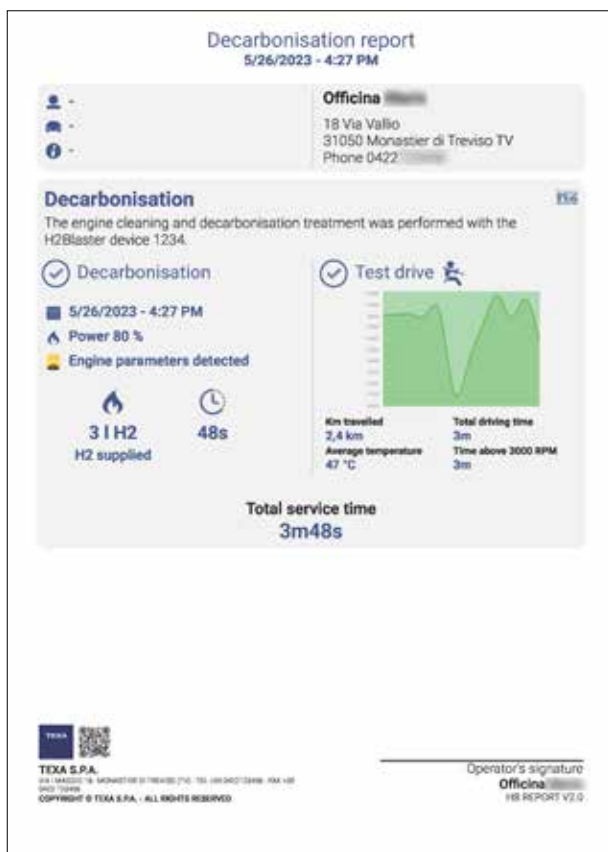 Decarbonisation report
5/26/2023 - 4:27 PM
-
-
-
Officina
18 Via Vallio
31050 Monastier di Treviso TV
Phone 0422
Decarbonisation
The engine cleaning and decarbonisation treatment was performed with the
H2Blaster device 1234.
Decarbonisation
5/26/2023 - 4:27 PM
Power 80 %
Engine parameters detected
3 l H2
48s
H2 supplied
Test drive
Km travelled
Total driving time
2,4 km
3m
Average temperature
Time above 3000 RPM
47 °C
3m
Total service time
3m48s
TEXA
TEXA S.P.A.
COPYRIGHT © TEXA S.P.A. - ALL RIGHTS RESERVED
Operator's signature
Officina
HB REPORT V2.0